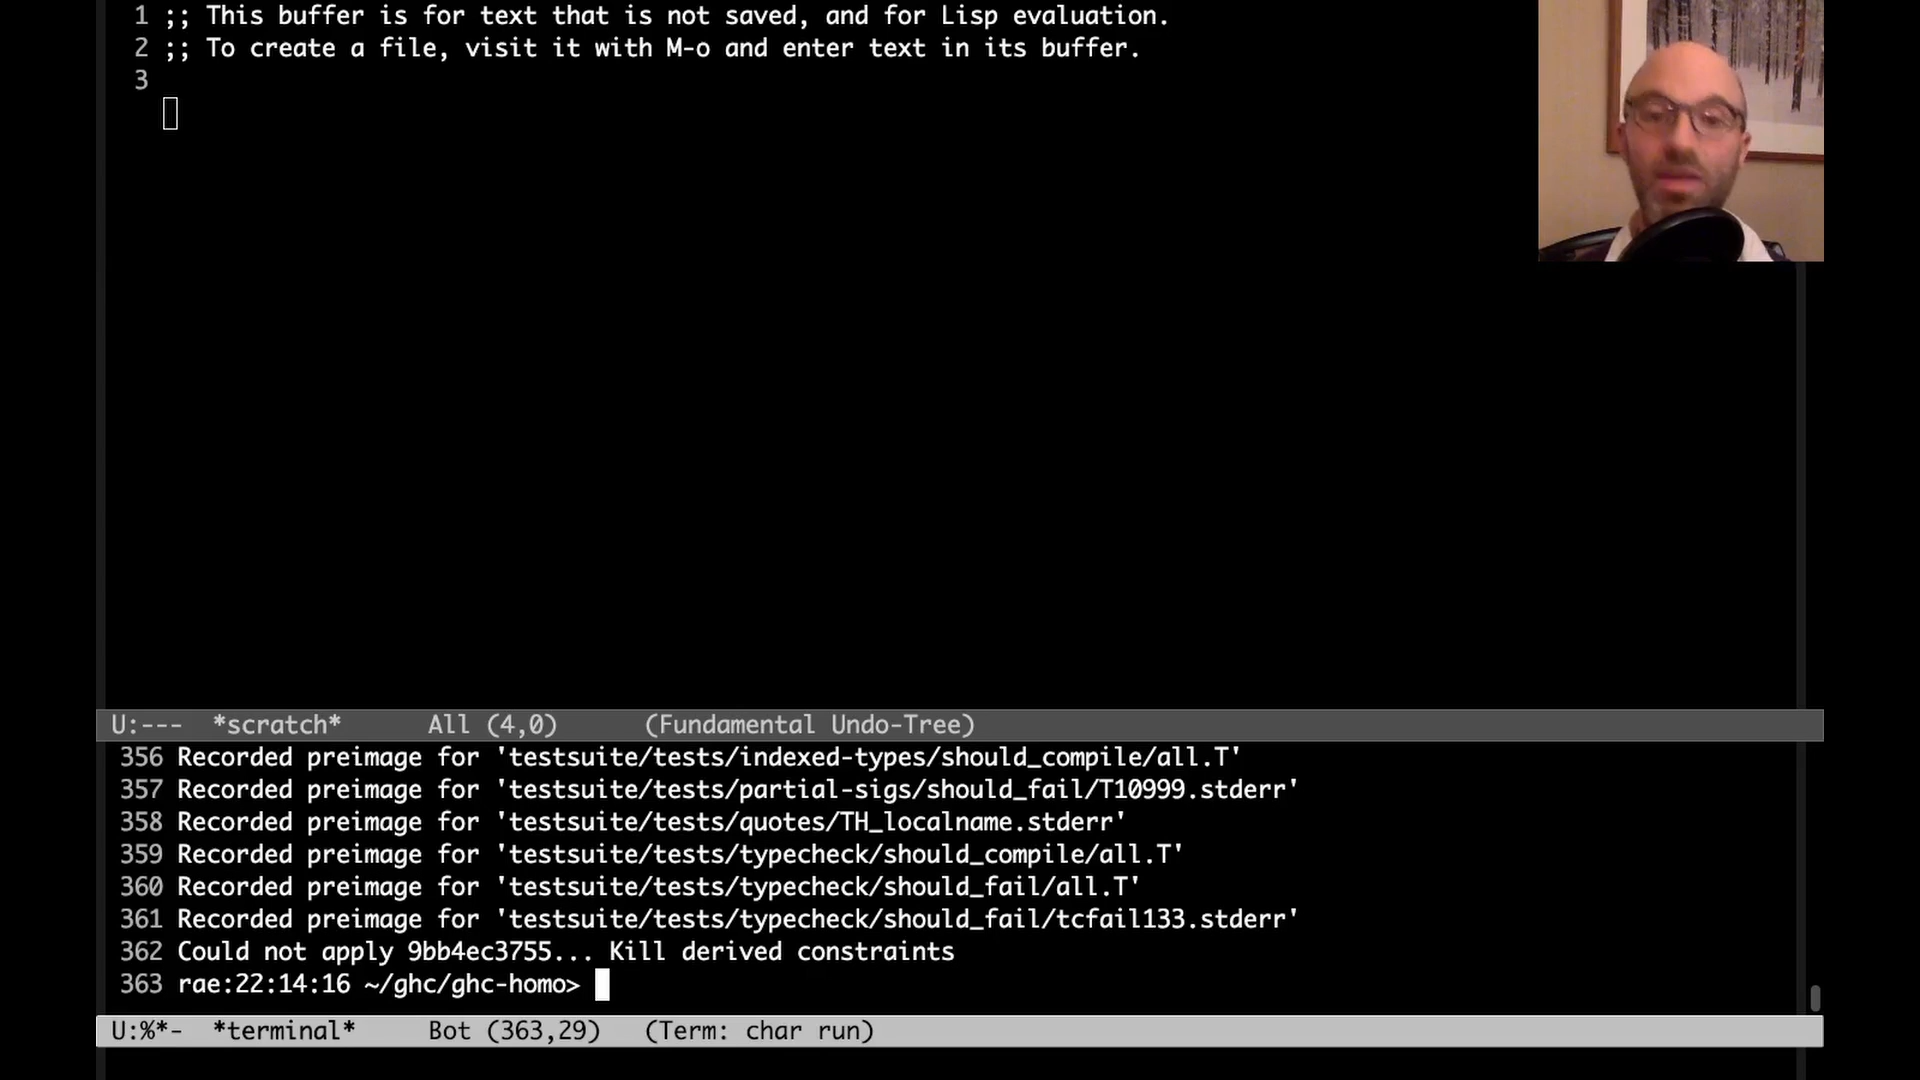 1 ;; This buffer is for text that is not saved, and for Lisp evaluation.
2 ;; To create a file, visit it with M-o and enter text in its buffer.
3
U:--- *scratch* All (4,0) (Fundamental Undo-Tree)
356 Recorded preimage for 'testsuite/tests/indexed-types/should_compile/all.T'
357 Recorded preimage for 'testsuite/tests/partial-sigs/should_fail/T10999.stderr'
358 Recorded preimage for 'testsuite/tests/quotes/TH_localname.stderr'
359 Recorded preimage for 'testsuite/tests/typecheck/should_compile/all.T'
360 Recorded preimage for 'testsuite/tests/typecheck/should_fail/all.T'
361 Recorded preimage for 'testsuite/tests/typecheck/should_fail/tcfail133.stderr'
362 Could not apply 9bb4ec3755... Kill derived constraints
363 rae:22:14:16 ~/ghc/ghc-homo>
U:%*- *terminal* Bot (363,29) (Term: char run)